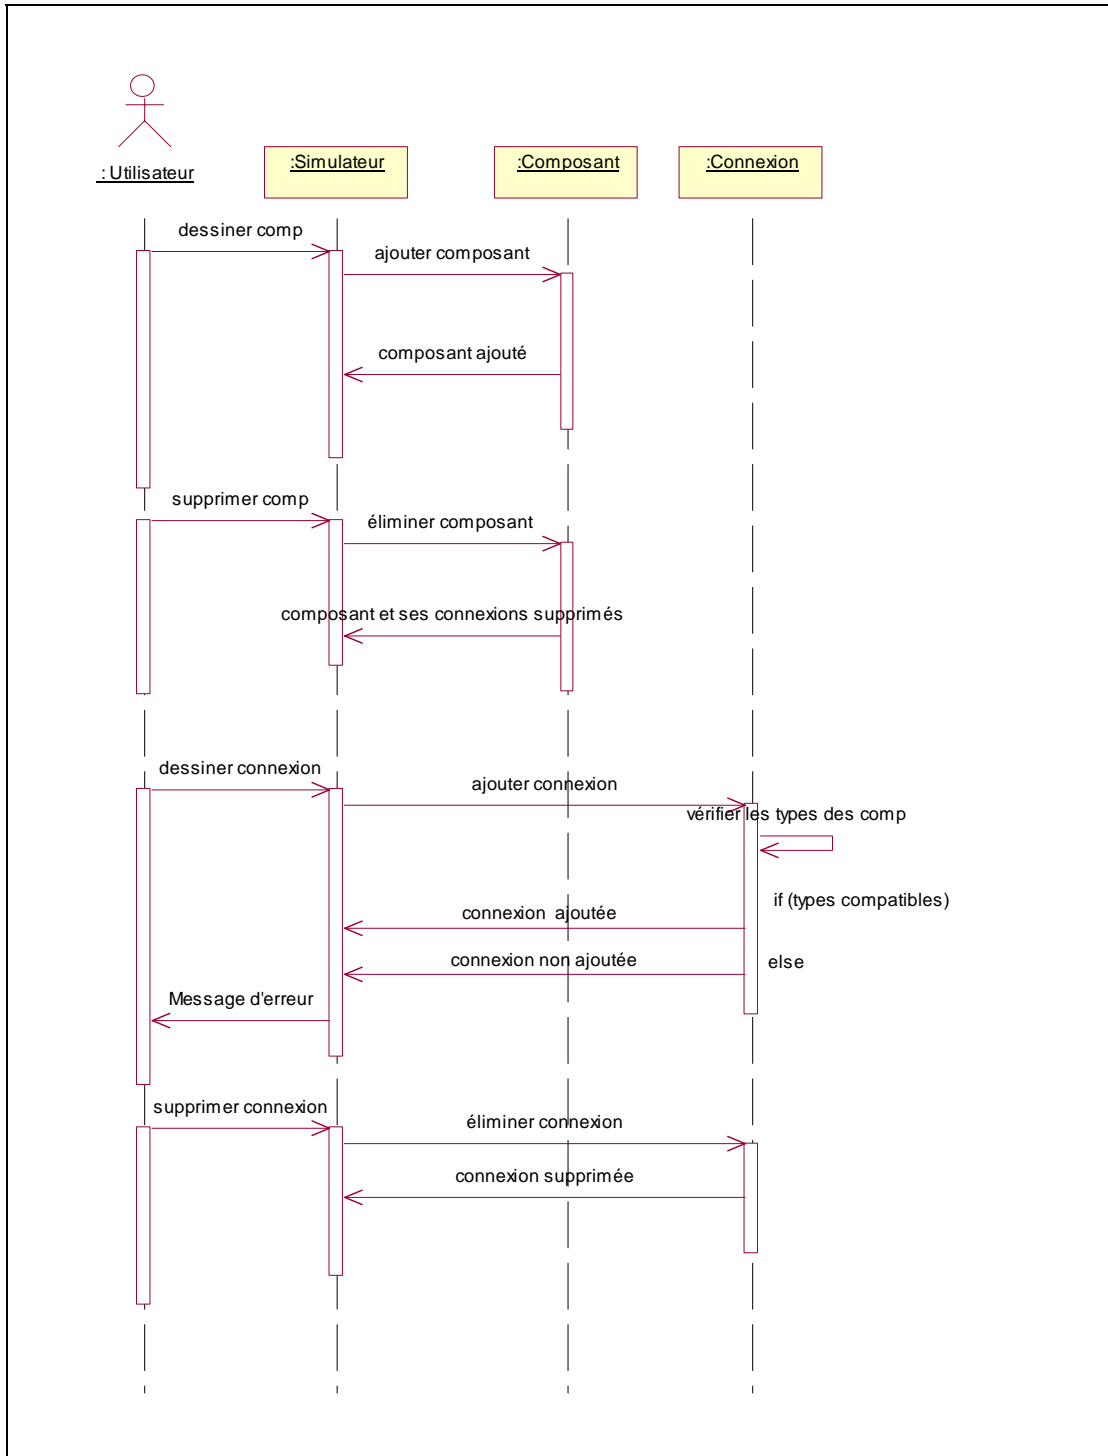 : Utilisateur
:Simulateur
:Composant
:Connexion
dessiner comp
ajouter composant
composant ajouté
supprimer comp
éliminer composant
composant et ses connexions supprimés
dessiner connexion
ajouter connexion
vérifier les types des comp
if (types compatibles)
connexion ajoutée
connexion non ajoutée
else
Message d'erreur
supprimer connexion
éliminer connexion
connexion supprimée